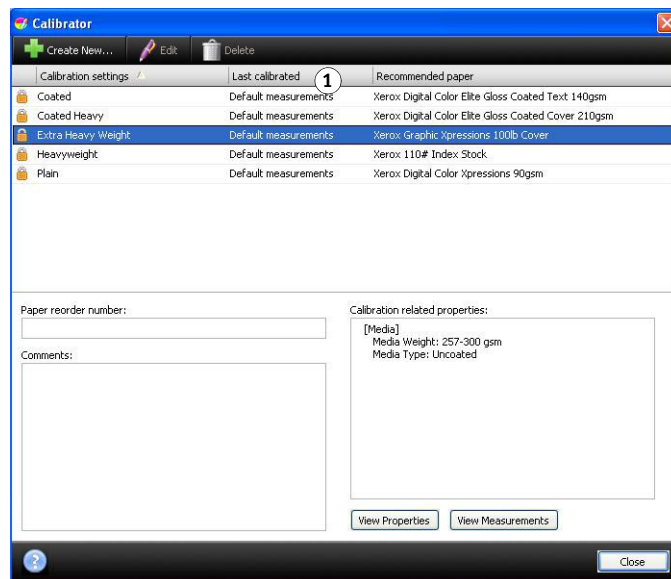 Calibrator
Create New... Edit Delete
Calibration settings Last calibrated 1 Recommended paper
Coated Default measurements Xerox Digital Color Elite Gloss Coated Text 140gsm
Coated Heavy Default measurements Xerox Digital Color Elite Gloss Coated Cover 210gsm
Extra Heavy Weight Default measurements Xerox Graphic Xpressions 100lb Cover
Heavyweight Default measurements Xerox 110# Index Stock
Plain Default measurements Xerox Digital Color Xpressions 90gsm
Paper reorder number:
Comments:
Calibration related properties:
[Media]
Media Weight: 257-300 gsm
Media Type: Uncoated
View Properties View Measurements
? Close